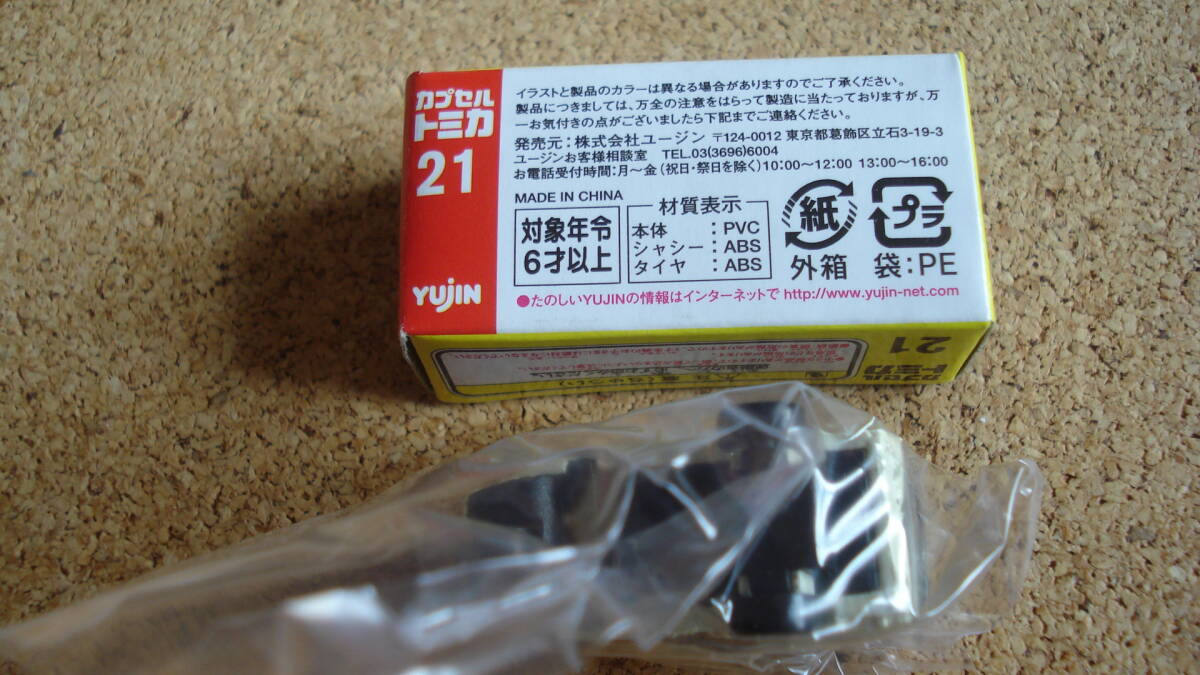 カプセル
トミカ
21
YUJIN
イラストと製品のカラーは異なる場合がありますのでご了承ください。
製品につきましては、万全の注意をはらって製造に当たっておりますが、万
一お気付きの点がございましたら下記までご連絡ください。
発売元：株式会社ユージン 〒124-0012 東京都葛飾区立石3-19-3
ユージンお客様相談室 TEL.03(3696)6004
お電話受付時間：月～金（祝日・祭日を除く）10:00～12:00 13:00～16:00
MADE IN CHINA
対象年令
6才以上
材質表示
本体 ：PVC
シャシー：ABS
タイヤ ：ABS
紙
外箱
プラ
袋：PE
●たのしいYUJINの情報はインターネットで http://www.yujin-net.com
カプセル
トミカ
21